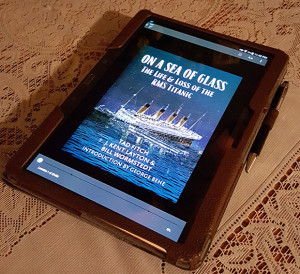 ON A SEA OF GLASS
THE LIFE & LOSS OF THE
RMS TITANIC
TAD FITCH
J. KENT LAYTON &
BILL WORMSTEDT
INTRODUCTION BY GEORGE BEHE